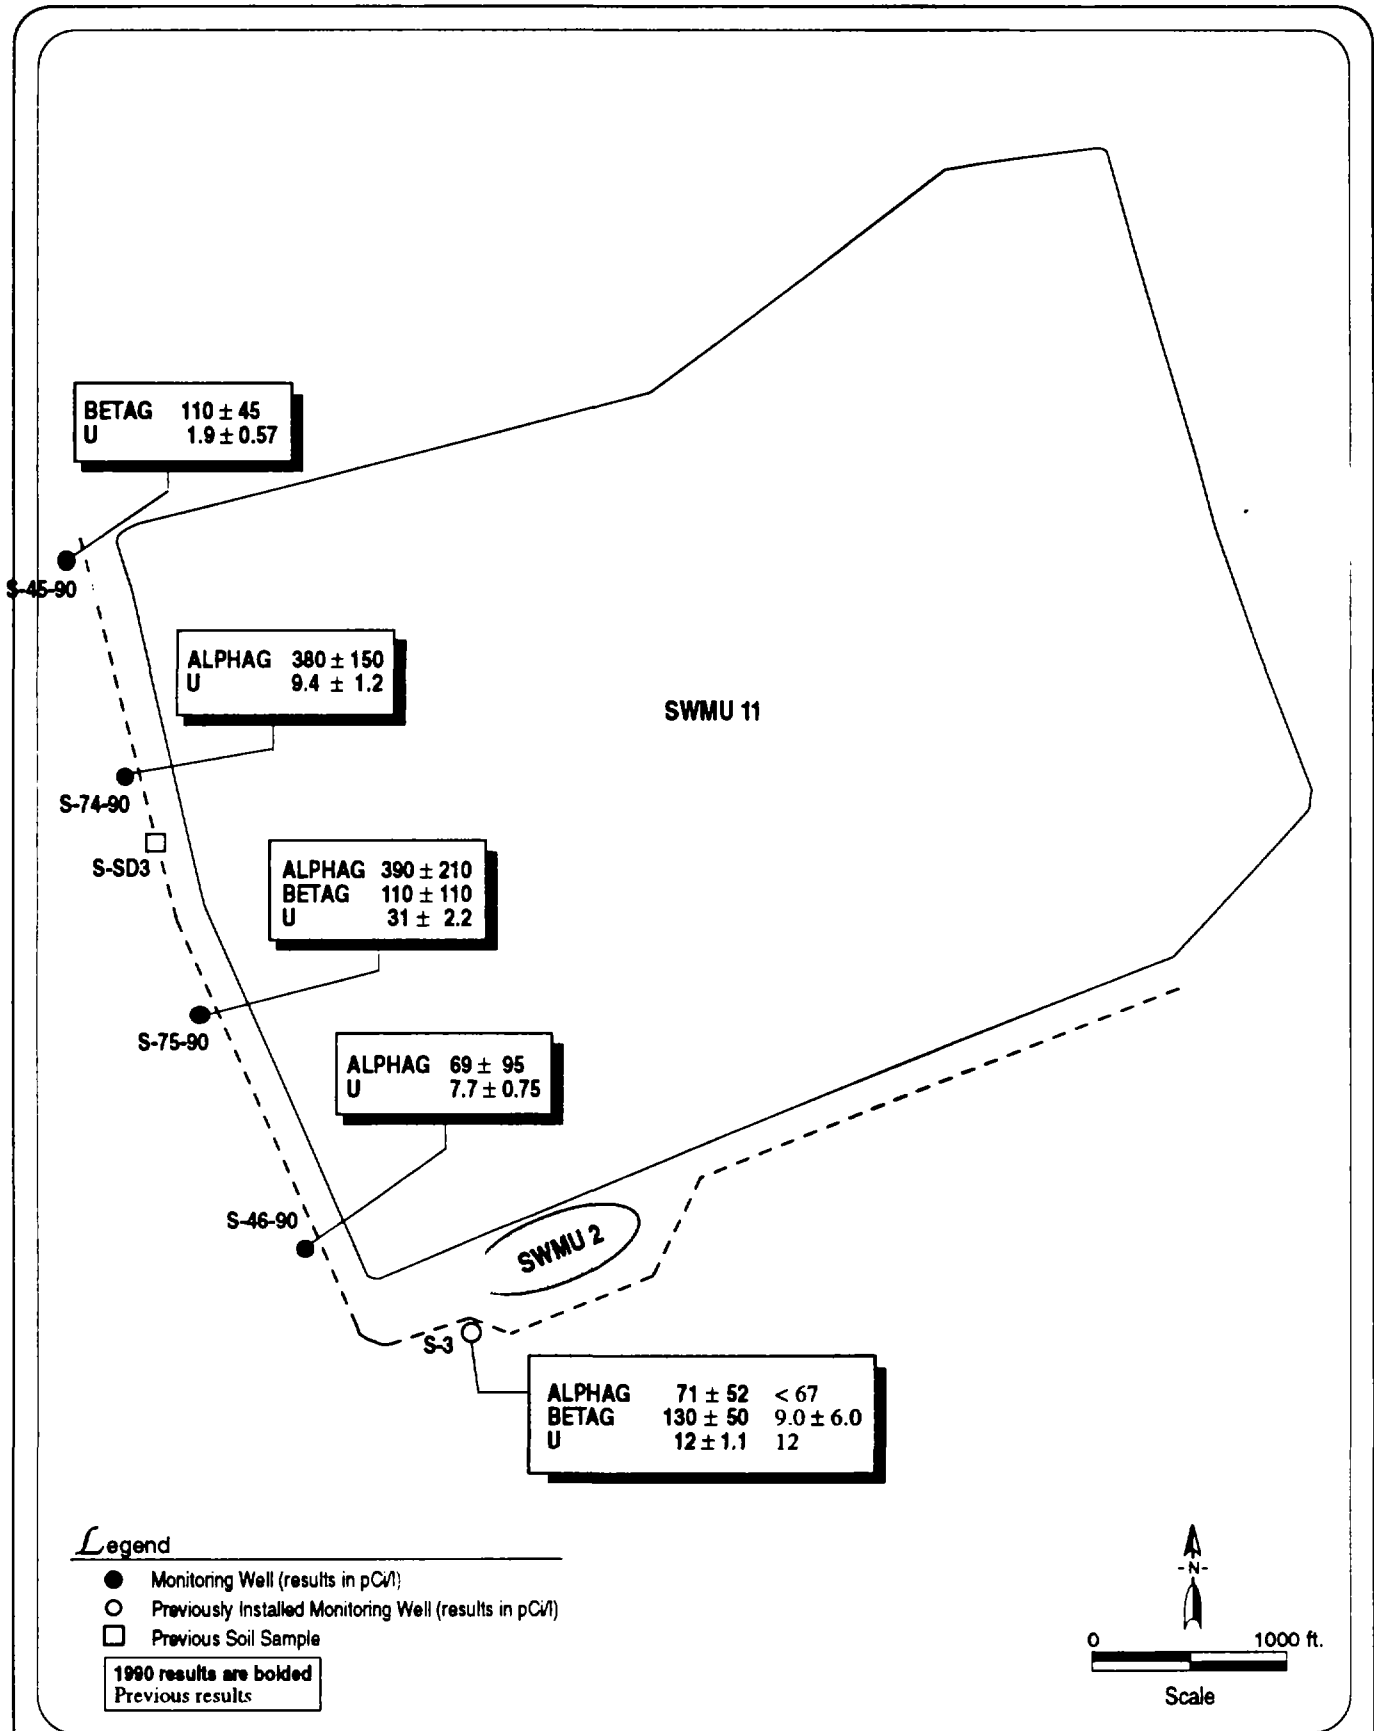 BETAG 110 ± 45
U 1.9 ± 0.57
S-45-90
ALPHAG 380 ± 150
U 9.4 ± 1.2
SWMU 11
S-74-90
S-SD3
ALPHAG 390 ± 210
BETAG 110 ± 110
U 31 ± 2.2
S-75-90
ALPHAG 69 ± 95
U 7.7 ± 0.75
S-46-90
SWMU 2
S-3
ALPHAG 71 ± 52 < 67
BETAG 130 ± 50 9.0 ± 6.0
U 12 ± 1.1 12
Legend
Monitoring Well (results in pCi/l)
Previously Installed Monitoring Well (results in pCi/l)
Previous Soil Sample
1990 results are bolded
Previous results
-N-
0 1000 ft.
Scale